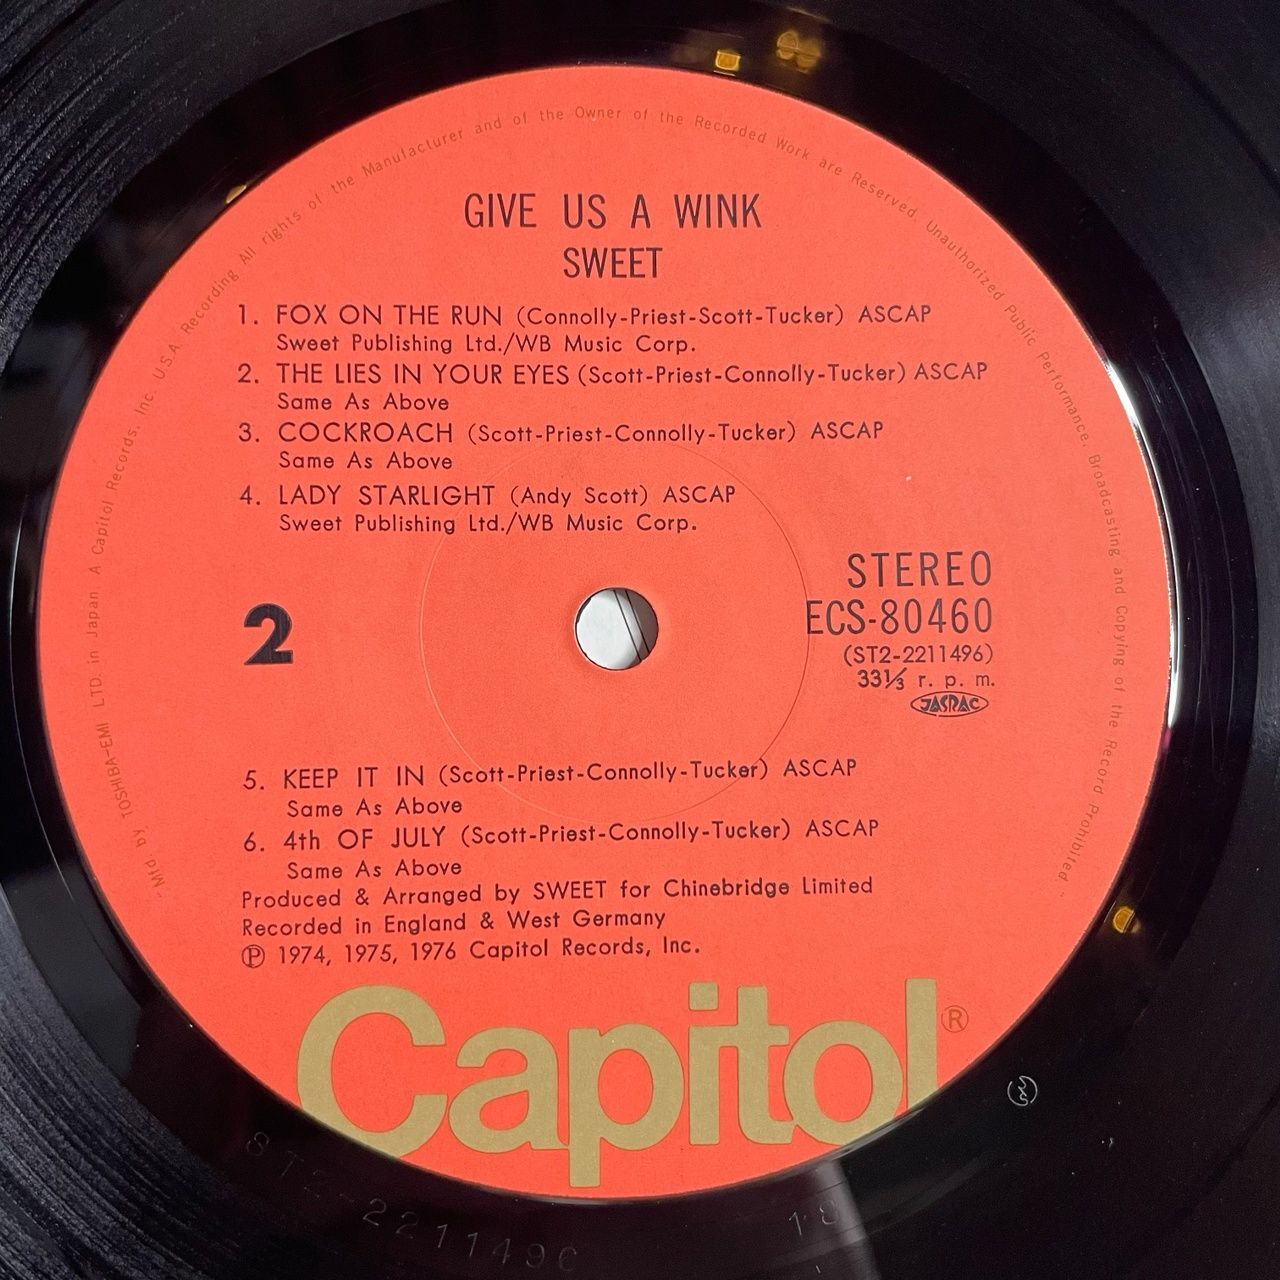 "Mfd by TOSHIBA-EMI LTD. in Japan. A Capitol Records, Inc. U.S.A. Recording All rights of the Manufacturer and of the Owner of the Recorded Work are Reserved. Unauthorized Public Performance, Broadcasting and Copying of the Record Prohibited."
GIVE US A WINK
SWEET
1. FOX ON THE RUN (Connolly-Priest-Scott-Tucker) ASCAP
Sweet Publishing Ltd./WB Music Corp.
2. THE LIES IN YOUR EYES (Scott-Priest-Connolly-Tucker) ASCAP
Same As Above
3. COCKROACH (Scott-Priest-Connolly-Tucker) ASCAP
Same As Above
4. LADY STARLIGHT (Andy Scott) ASCAP
Sweet Publishing Ltd./WB Music Corp.
STEREO
2
ECS-80460
(ST2-2211496)
33⅓ r. p. m.
JASRAC
5. KEEP IT IN (Scott-Priest-Connolly-Tucker) ASCAP
Same As Above
6. 4th OF JULY (Scott-Priest-Connolly-Tucker) ASCAP
Same As Above
Produced & Arranged by SWEET for Chinebridge Limited
Recorded in England & West Germany
℗ 1974, 1975, 1976 Capitol Records, Inc.
Capitol®
ST2-2211496